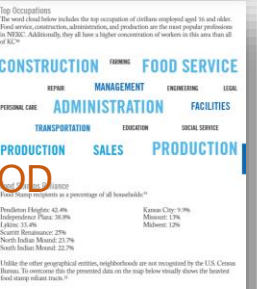 Top Occupations
The word cloud below includes the top occupation of civilians employed aged 16 and older.
Food service, construction, administration, and production are the most popular professions
in NEKC. Additionally, they all have a higher concentration of workers in this area than all
of KC
CONSTRUCTION FARMING FOOD SERVICE
REPAIR MANAGEMENT ENGINEERING LEGAL
PERSONAL CARE ADMINISTRATION FACILITIES
TRANSPORTATION EDUCATION SOCIAL SERVICE
PRODUCTION SALES PRODUCTION
OD
Food Stamp recipients as a percentage of all households:
Pendleton Heights: 42.4%
Independence Plaza: 38.8%
Lykins: 33.4%
Scarritt Renaissance: 25%
North Indian Mound: 23.7%
South Indian Mound: 22.7%
Kansas City: 9.9%
Missouri: 13%
Midwest: 12%
Unlike the other geographical entities, neighborhoods are not recognized by the U.S. Census
Bureau. To overcome this the presented data on the map below visually shows the heaviest
food stamp reliant tracts.